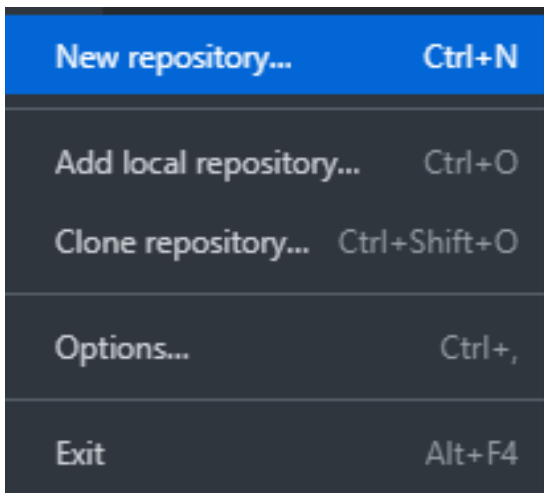 New repository... Ctrl+N
Add local repository... Ctrl+O
Clone repository... Ctrl+Shift+O
Options... Ctrl+,
Exit Alt+F4